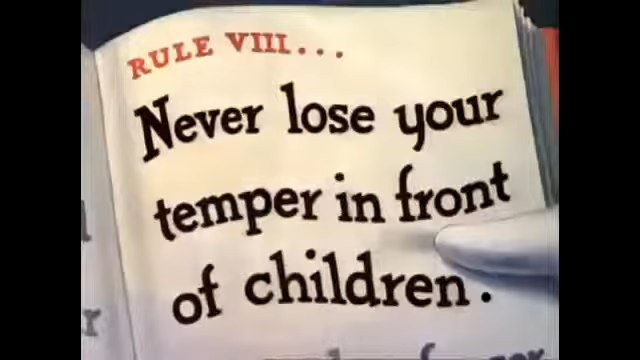 RULE VIII...
Never lose your
temper in front
of children.